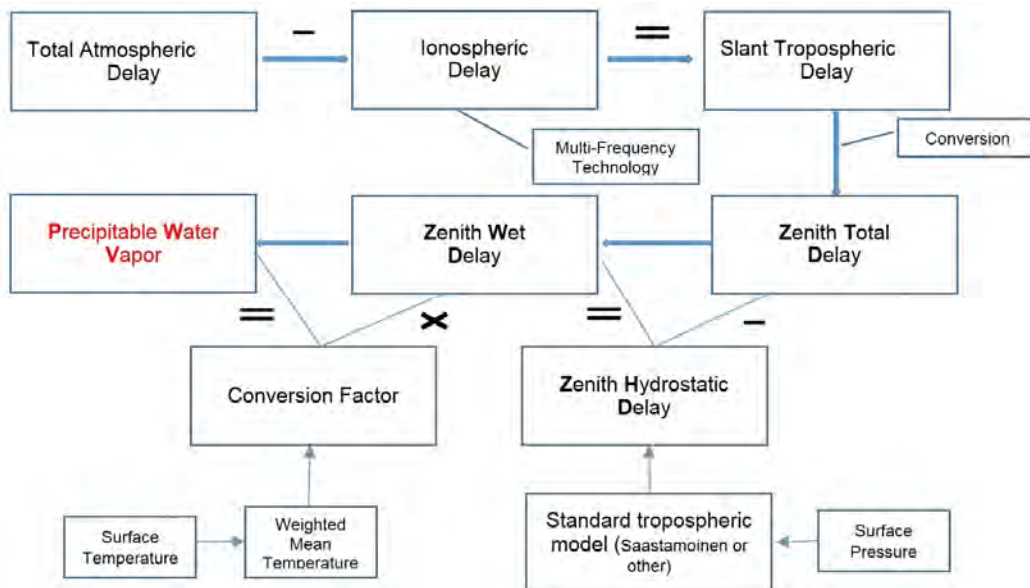 Total Atmospheric
Delay
−
Ionospheric
Delay
=
Slant Tropospheric
Delay
Multi-Frequency
Technology
Conversion
Precipitable Water
Vapor
Zenith Wet
Delay
Zenith Total
Delay
=
×
=
−
Conversion Factor
Zenith Hydrostatic
Delay
Surface
Temperature
Weighted
Mean
Temperature
Standard tropospheric
model (Saastamoinen or
other)
Surface
Pressure